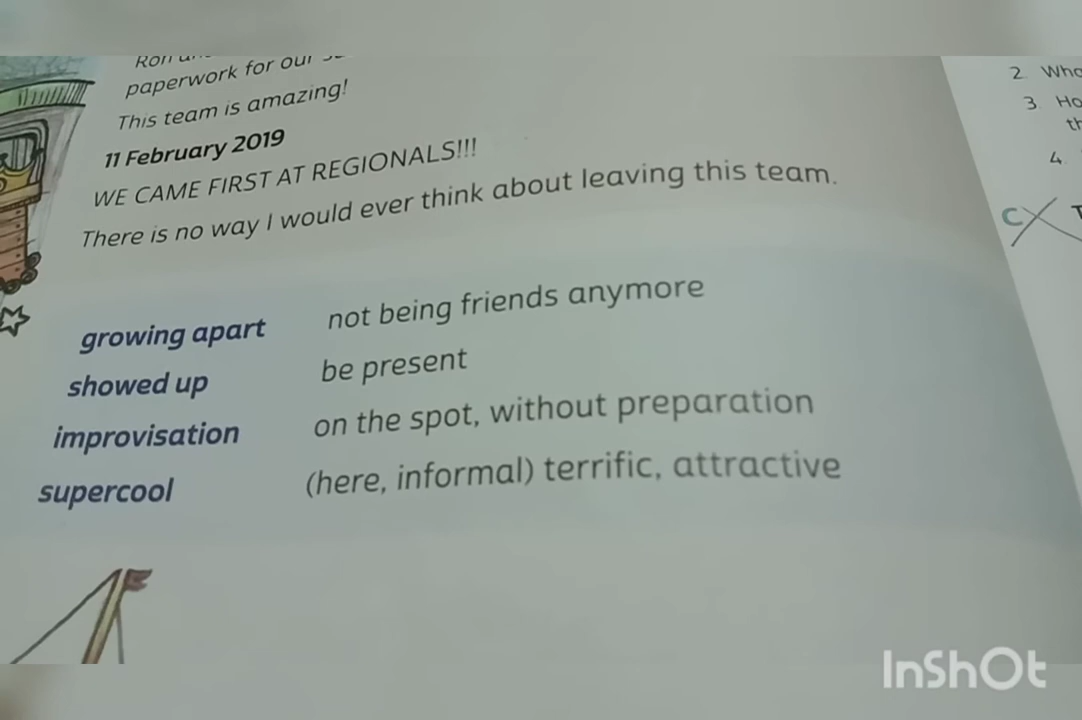 paperwork for our
This team is amazing!
11 February 2019
WE CAME FIRST AT REGIONALS!!!
There is no way I would ever think about leaving this team.
growing apart not being friends anymore
showed up be present
improvisation on the spot, without preparation
supercool (here, informal) terrific, attractive
2
3
4
C
InShOt